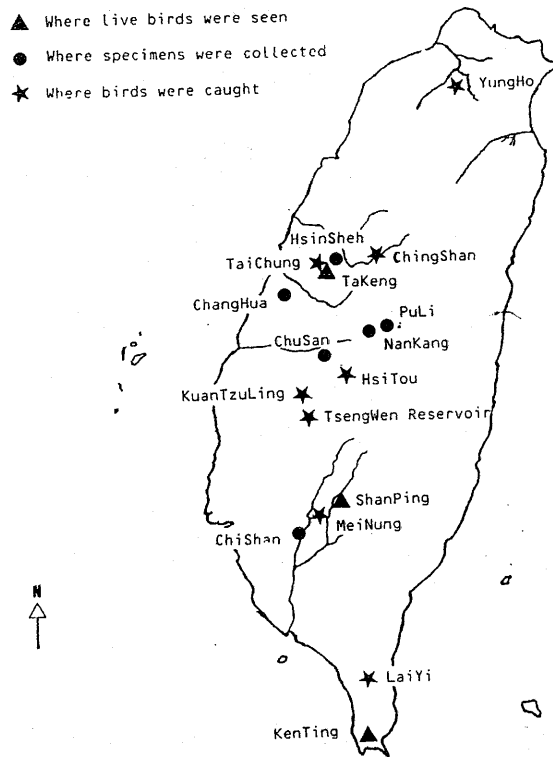 Where live birds were seen
Where specimens were collected
Where birds were caught
YungHo
HsinSheh
TaiChung
ChingShan
TaKeng
ChangHua
PuLi
NanKang
ChuSan
HsiTou
KuanTzuLing
TsengWen Reservoir
ShanPing
MeiNung
ChiShan
N
LaiYi
KenTing